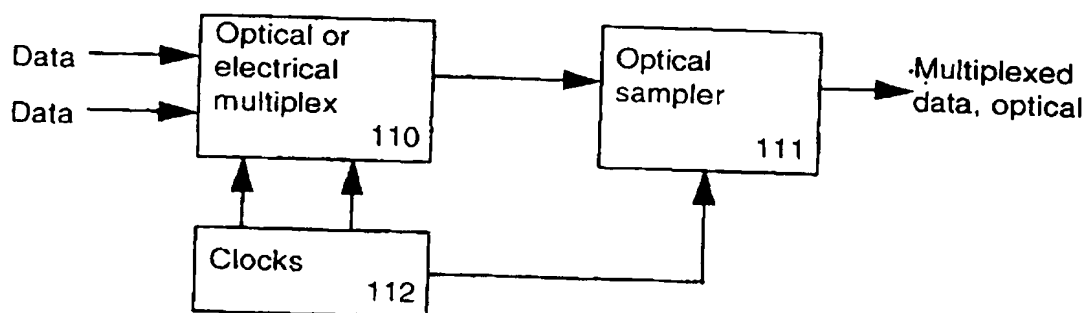 Data
Data
Optical or
electrical
multiplex
110
Optical
sampler
111
Multiplexed
data, optical
Clocks
112